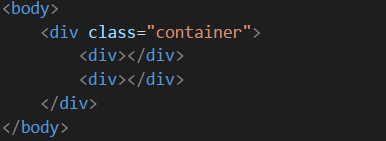 <body>
    <div class="container">
        <div></div>
        <div></div>
    </div>
</body>